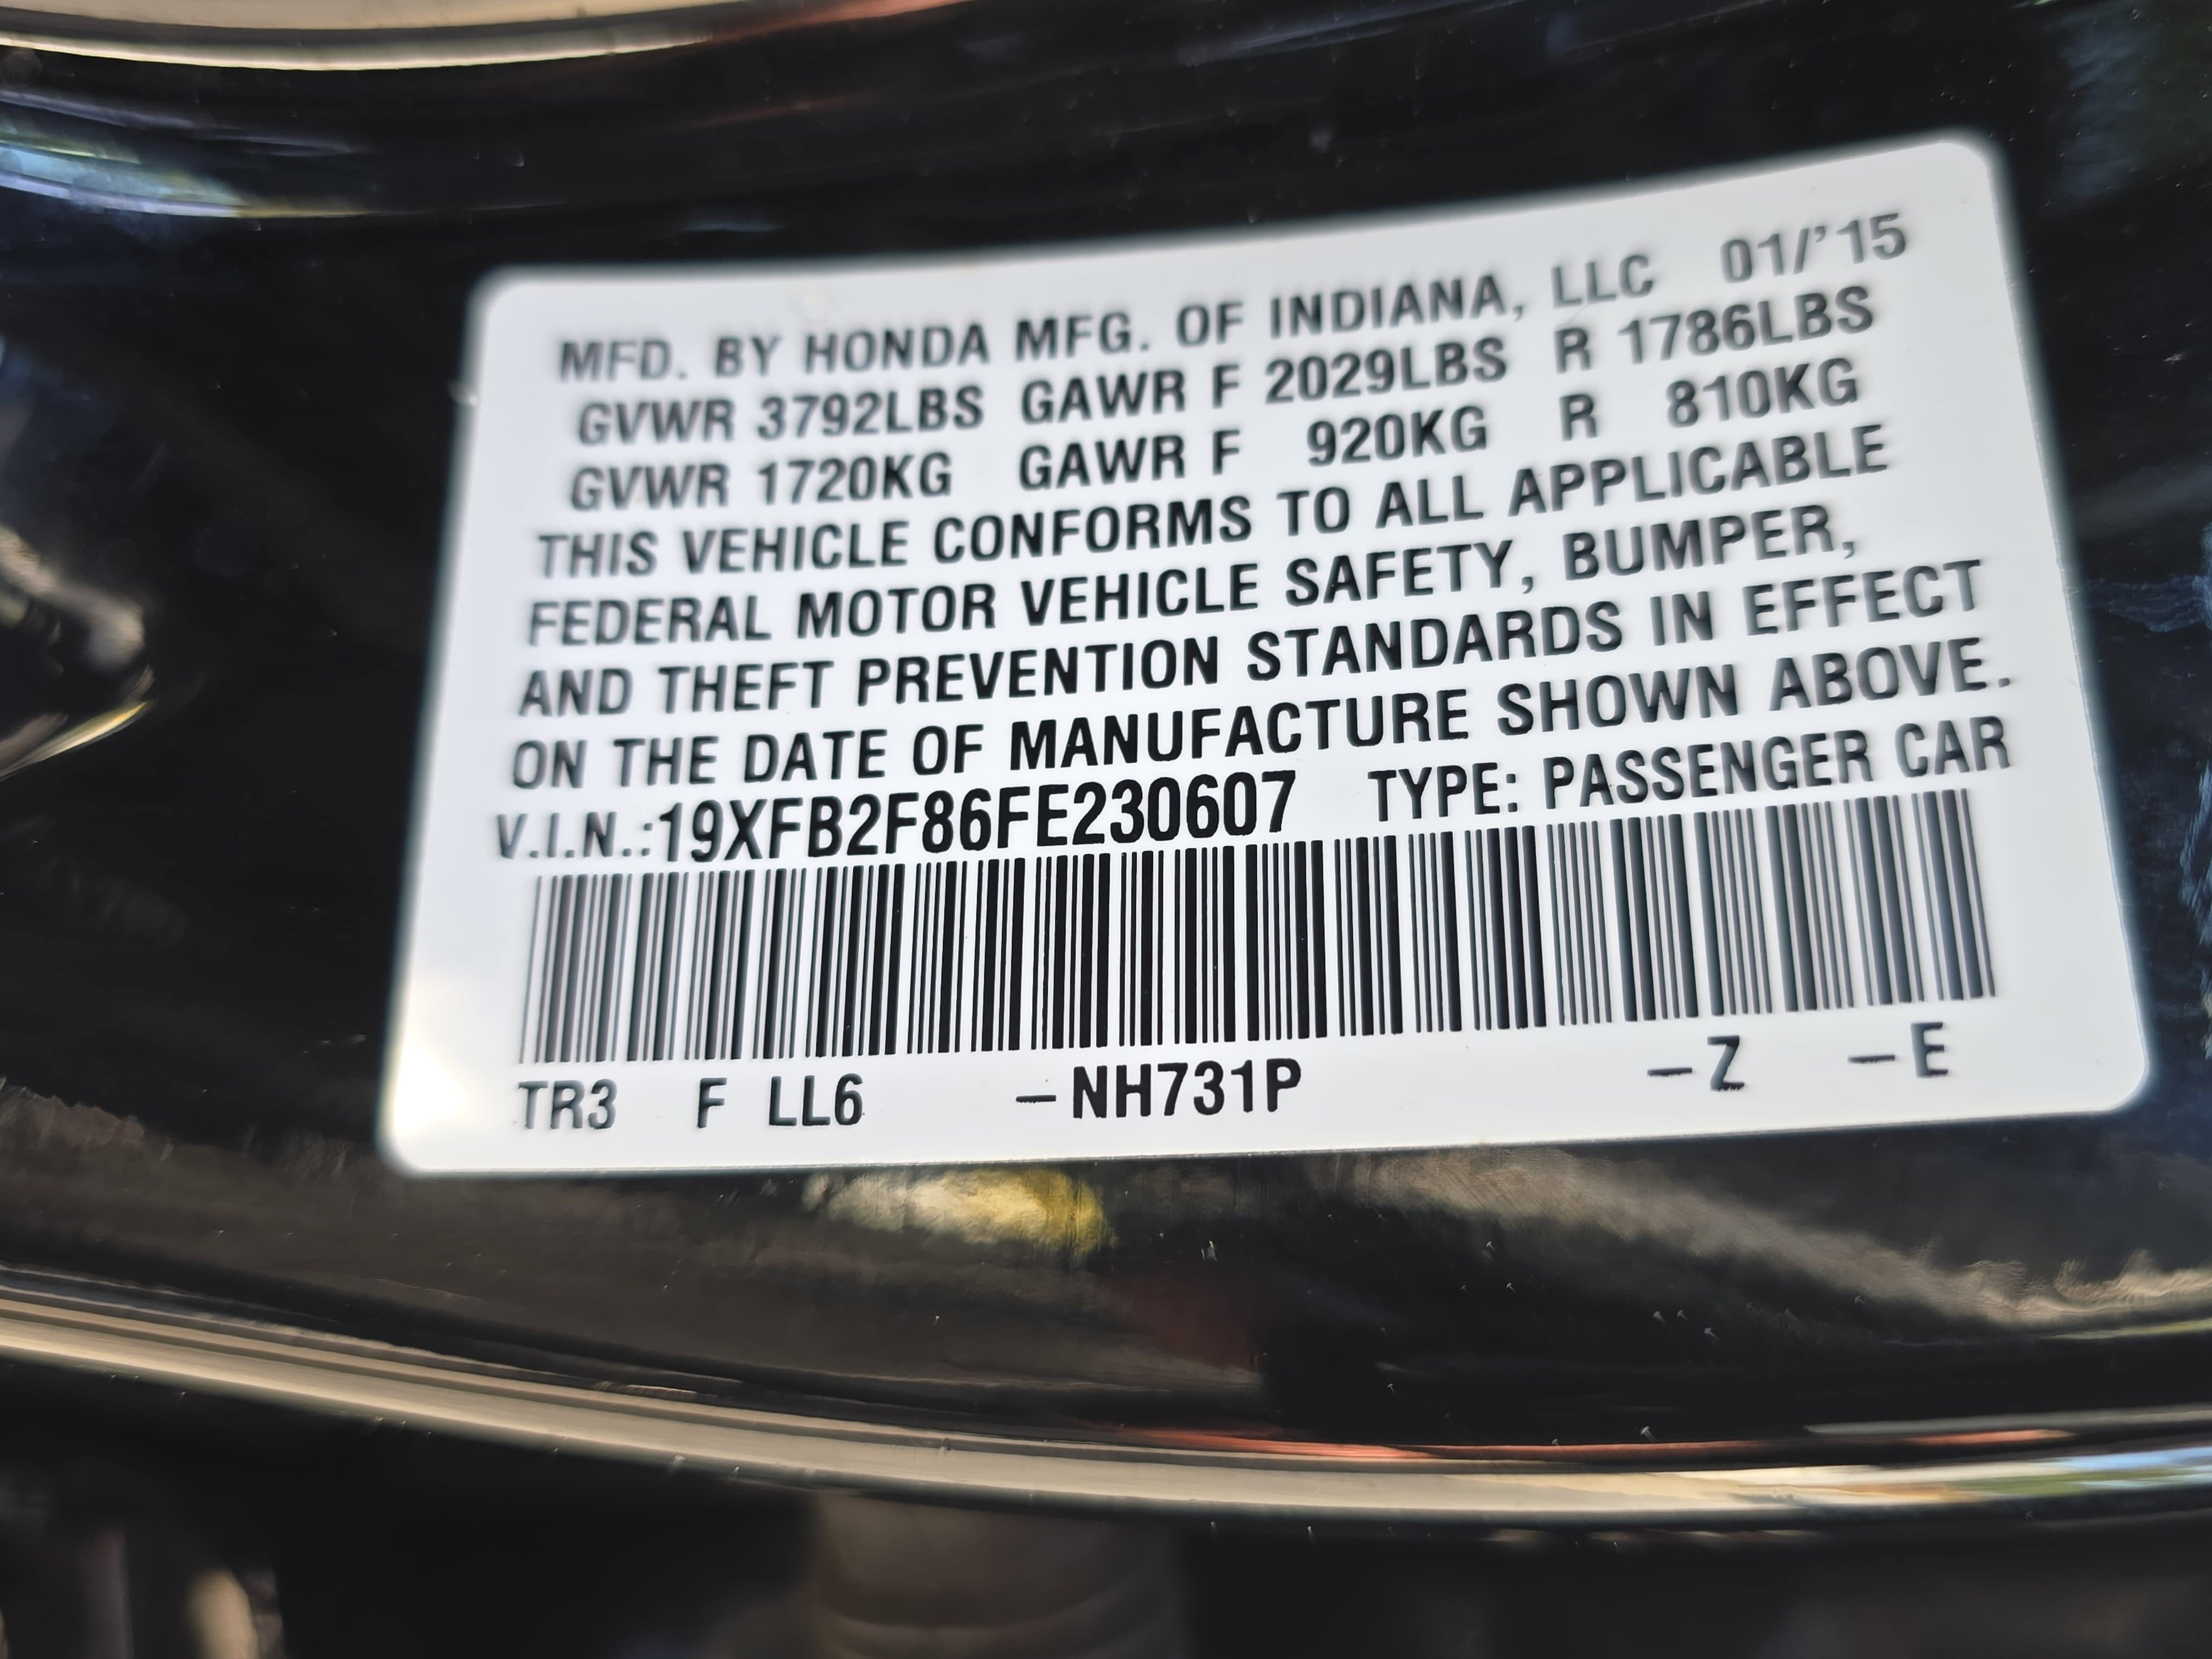 MFD. BY HONDA MFG. OF INDIANA, LLC 01/'15
GVWR 3792LBS GAWR F 2029LBS R 1786LBS
GVWR 1720KG GAWR F 920KG R 810KG
THIS VEHICLE CONFORMS TO ALL APPLICABLE
FEDERAL MOTOR VEHICLE SAFETY, BUMPER,
AND THEFT PREVENTION STANDARDS IN EFFECT
ON THE DATE OF MANUFACTURE SHOWN ABOVE.
V.I.N.:19XFB2F86FE230607 TYPE: PASSENGER CAR
TR3 F LL6 –NH731P –Z –E